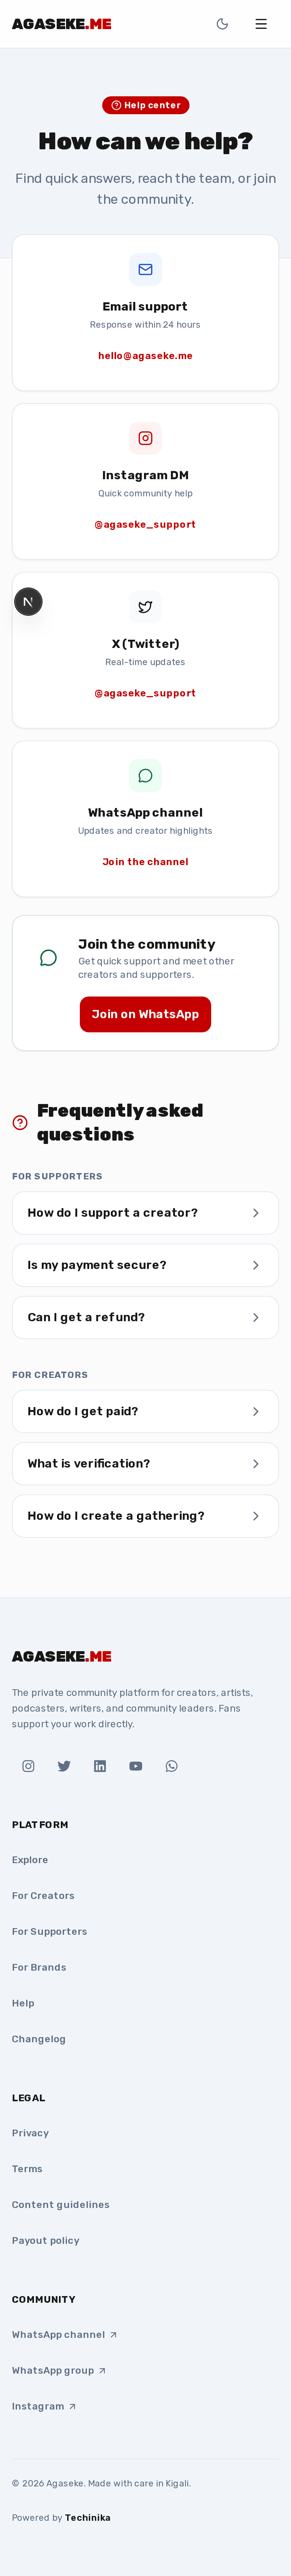 AGASEKE.ME
Help center
How can we help?
Find quick answers, reach the team, or join
the community.
Email support
Response within 24 hours
hello@agaseke.me
Instagram DM
Quick community help
@agaseke_support
N
X (Twitter)
Real-time updates
@agaseke_support
WhatsApp channel
Updates and creator highlights
Join the channel
Join the community
Get quick support and meet other
creators and supporters.
Join on WhatsApp
Frequently asked
questions
FOR SUPPORTERS
How do I support a creator?
Is my payment secure?
Can I get a refund?
FOR CREATORS
How do I get paid?
What is verification?
How do I create a gathering?
AGASEKE.ME
The private community platform for creators, artists,
podcasters, writers, and community leaders. Fans
support your work directly.
PLATFORM
Explore
For Creators
For Supporters
For Brands
Help
Changelog
LEGAL
Privacy
Terms
Content guidelines
Payout policy
COMMUNITY
WhatsApp channel
WhatsApp group
Instagram
© 2026 Agaseke. Made with care in Kigali.
Powered by Techinika